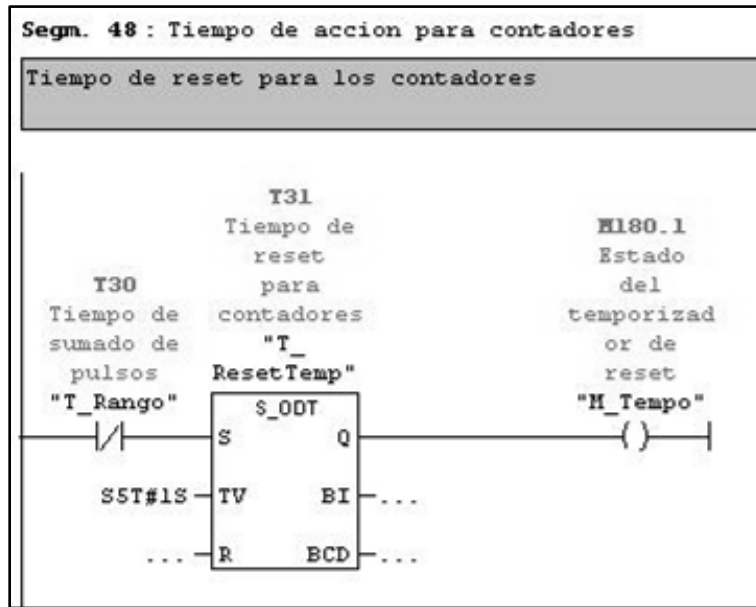 Segm. 48 : Tiempo de accion para contadores
Tiempo de reset para los contadores
T31
Tiempo de
reset
para
contadores
"T_
ResetTemp"
M180.1
Estado
del
temporizad
or de
reset
"M_Tempo"
T30
Tiempo de
sumado de
pulsos
"T_Rango"
S_ODT
S Q
S5T#1S TV BI ...
... R BCD ...